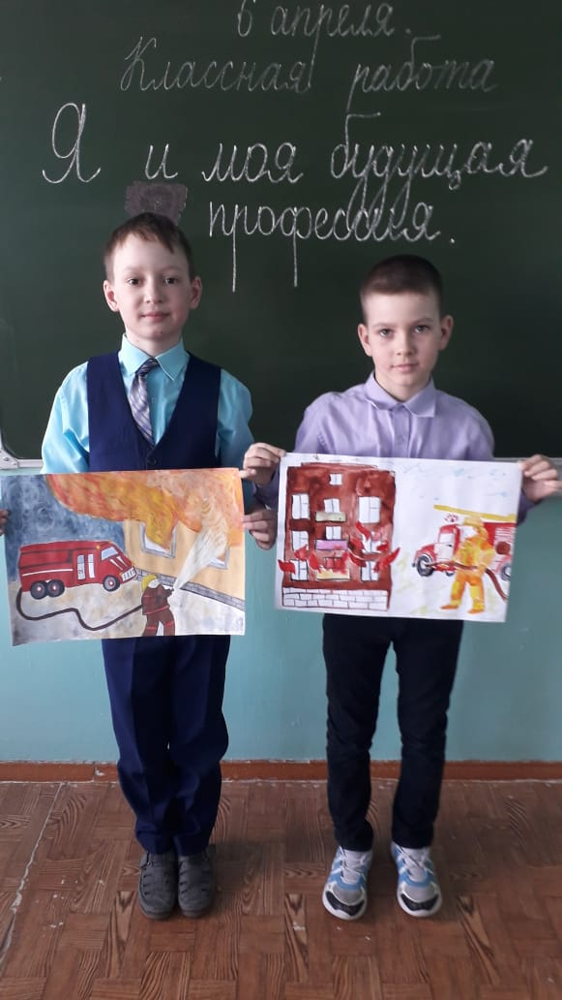 6 апреля.
Классная работа
Я и моя будущая
профессия.